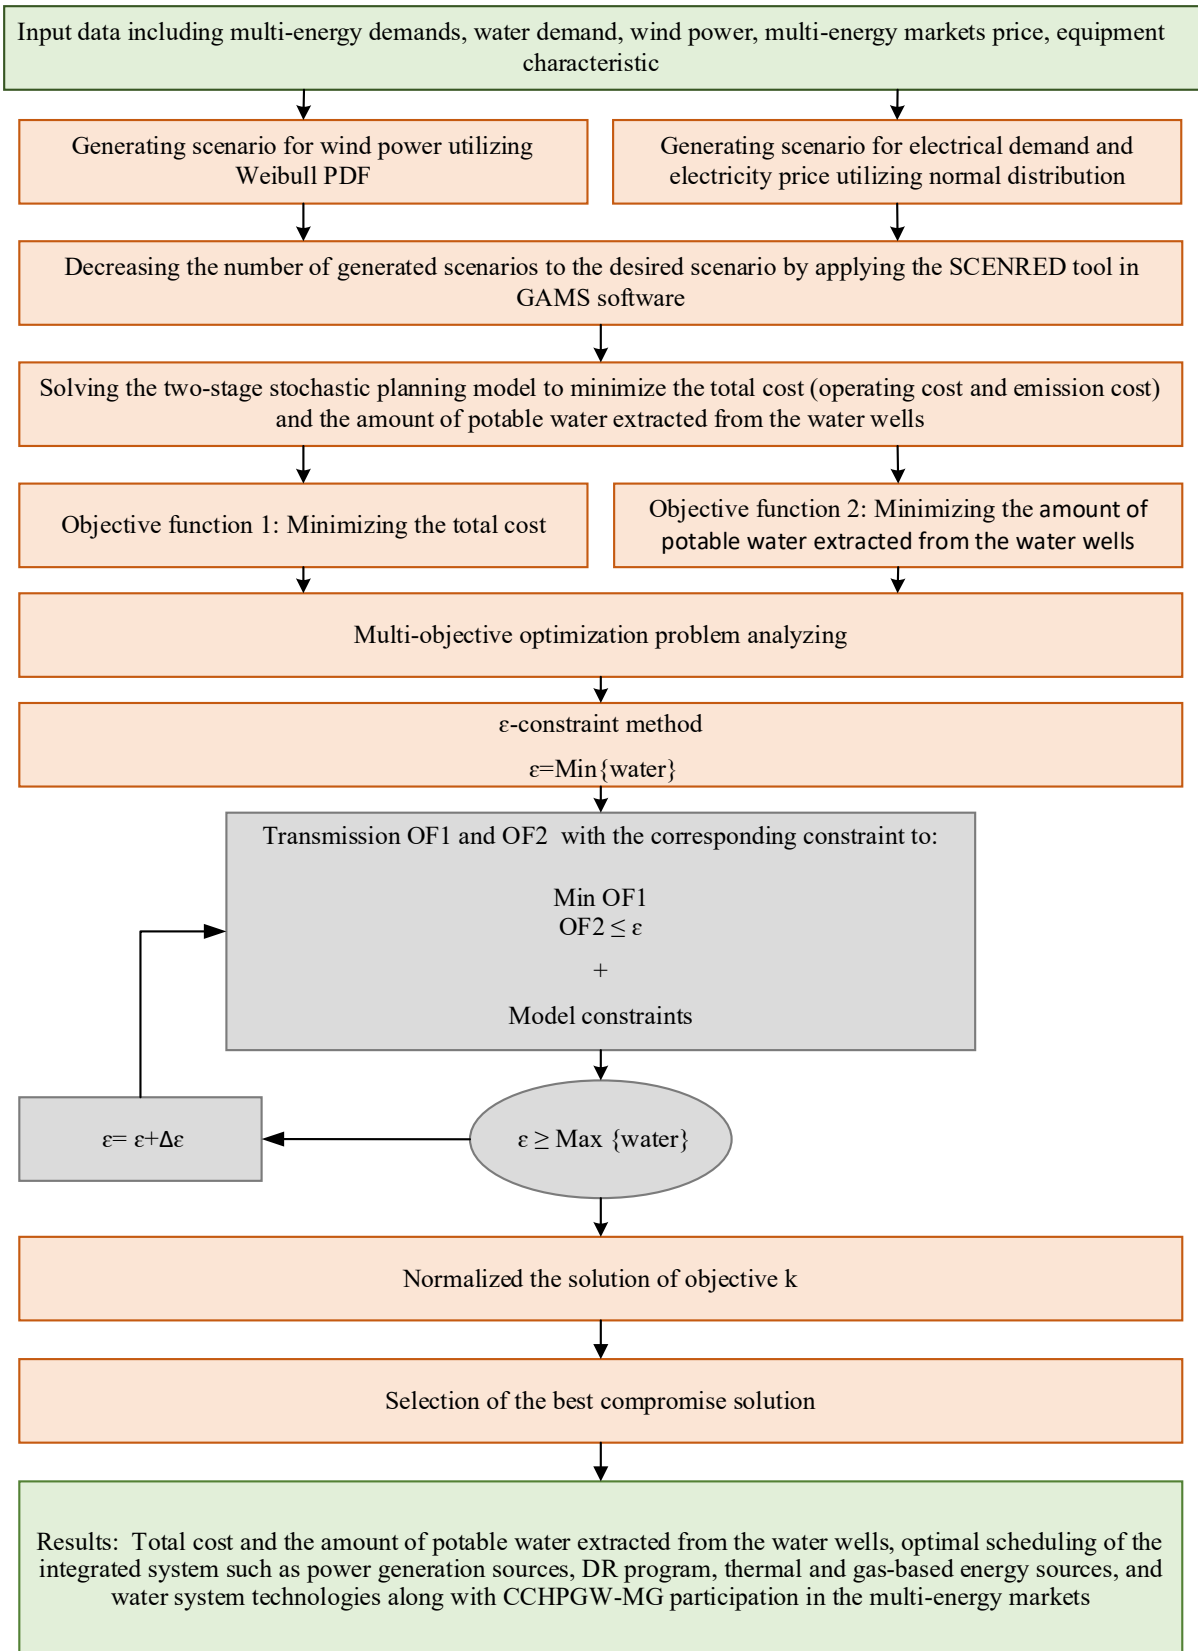 Input data including multi-energy demands, water demand, wind power, multi-energy markets price, equipment
characteristic
Generating scenario for wind power utilizing
Weibull PDF
Generating scenario for electrical demand and
electricity price utilizing normal distribution
Decreasing the number of generated scenarios to the desired scenario by applying the SCENRED tool in
GAMS software
Solving the two-stage stochastic planning model to minimize the total cost (operating cost and emission cost)
and the amount of potable water extracted from the water wells
Objective function 1: Minimizing the total cost
Objective function 2: Minimizing the amount of
potable water extracted from the water wells
Multi-objective optimization problem analyzing
ε-constraint method
ε=Min{water}
Transmission OF1 and OF2 with the corresponding constraint to:
Min OF1
OF2 ≤ ε
+
Model constraints
ε= ε+Δε
ε ≥ Max {water}
Normalized the solution of objective k
Selection of the best compromise solution
Results: Total cost and the amount of potable water extracted from the water wells, optimal scheduling of the
integrated system such as power generation sources, DR program, thermal and gas-based energy sources, and
water system technologies along with CCHPGW-MG participation in the multi-energy markets